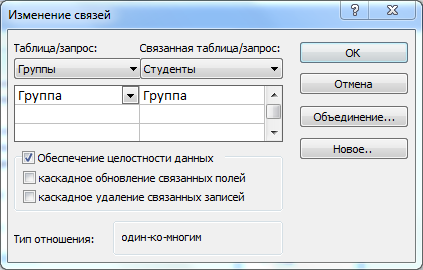 Изменение связей
Таблица/запрос: Связанная таблица/запрос:
Группы Студенты
Группа Группа
Обеспечение целостности данных
каскадное обновление связанных полей
каскадное удаление связанных записей
Тип отношения: один-ко-многим
OK
Отмена
Объединение...
Новое..